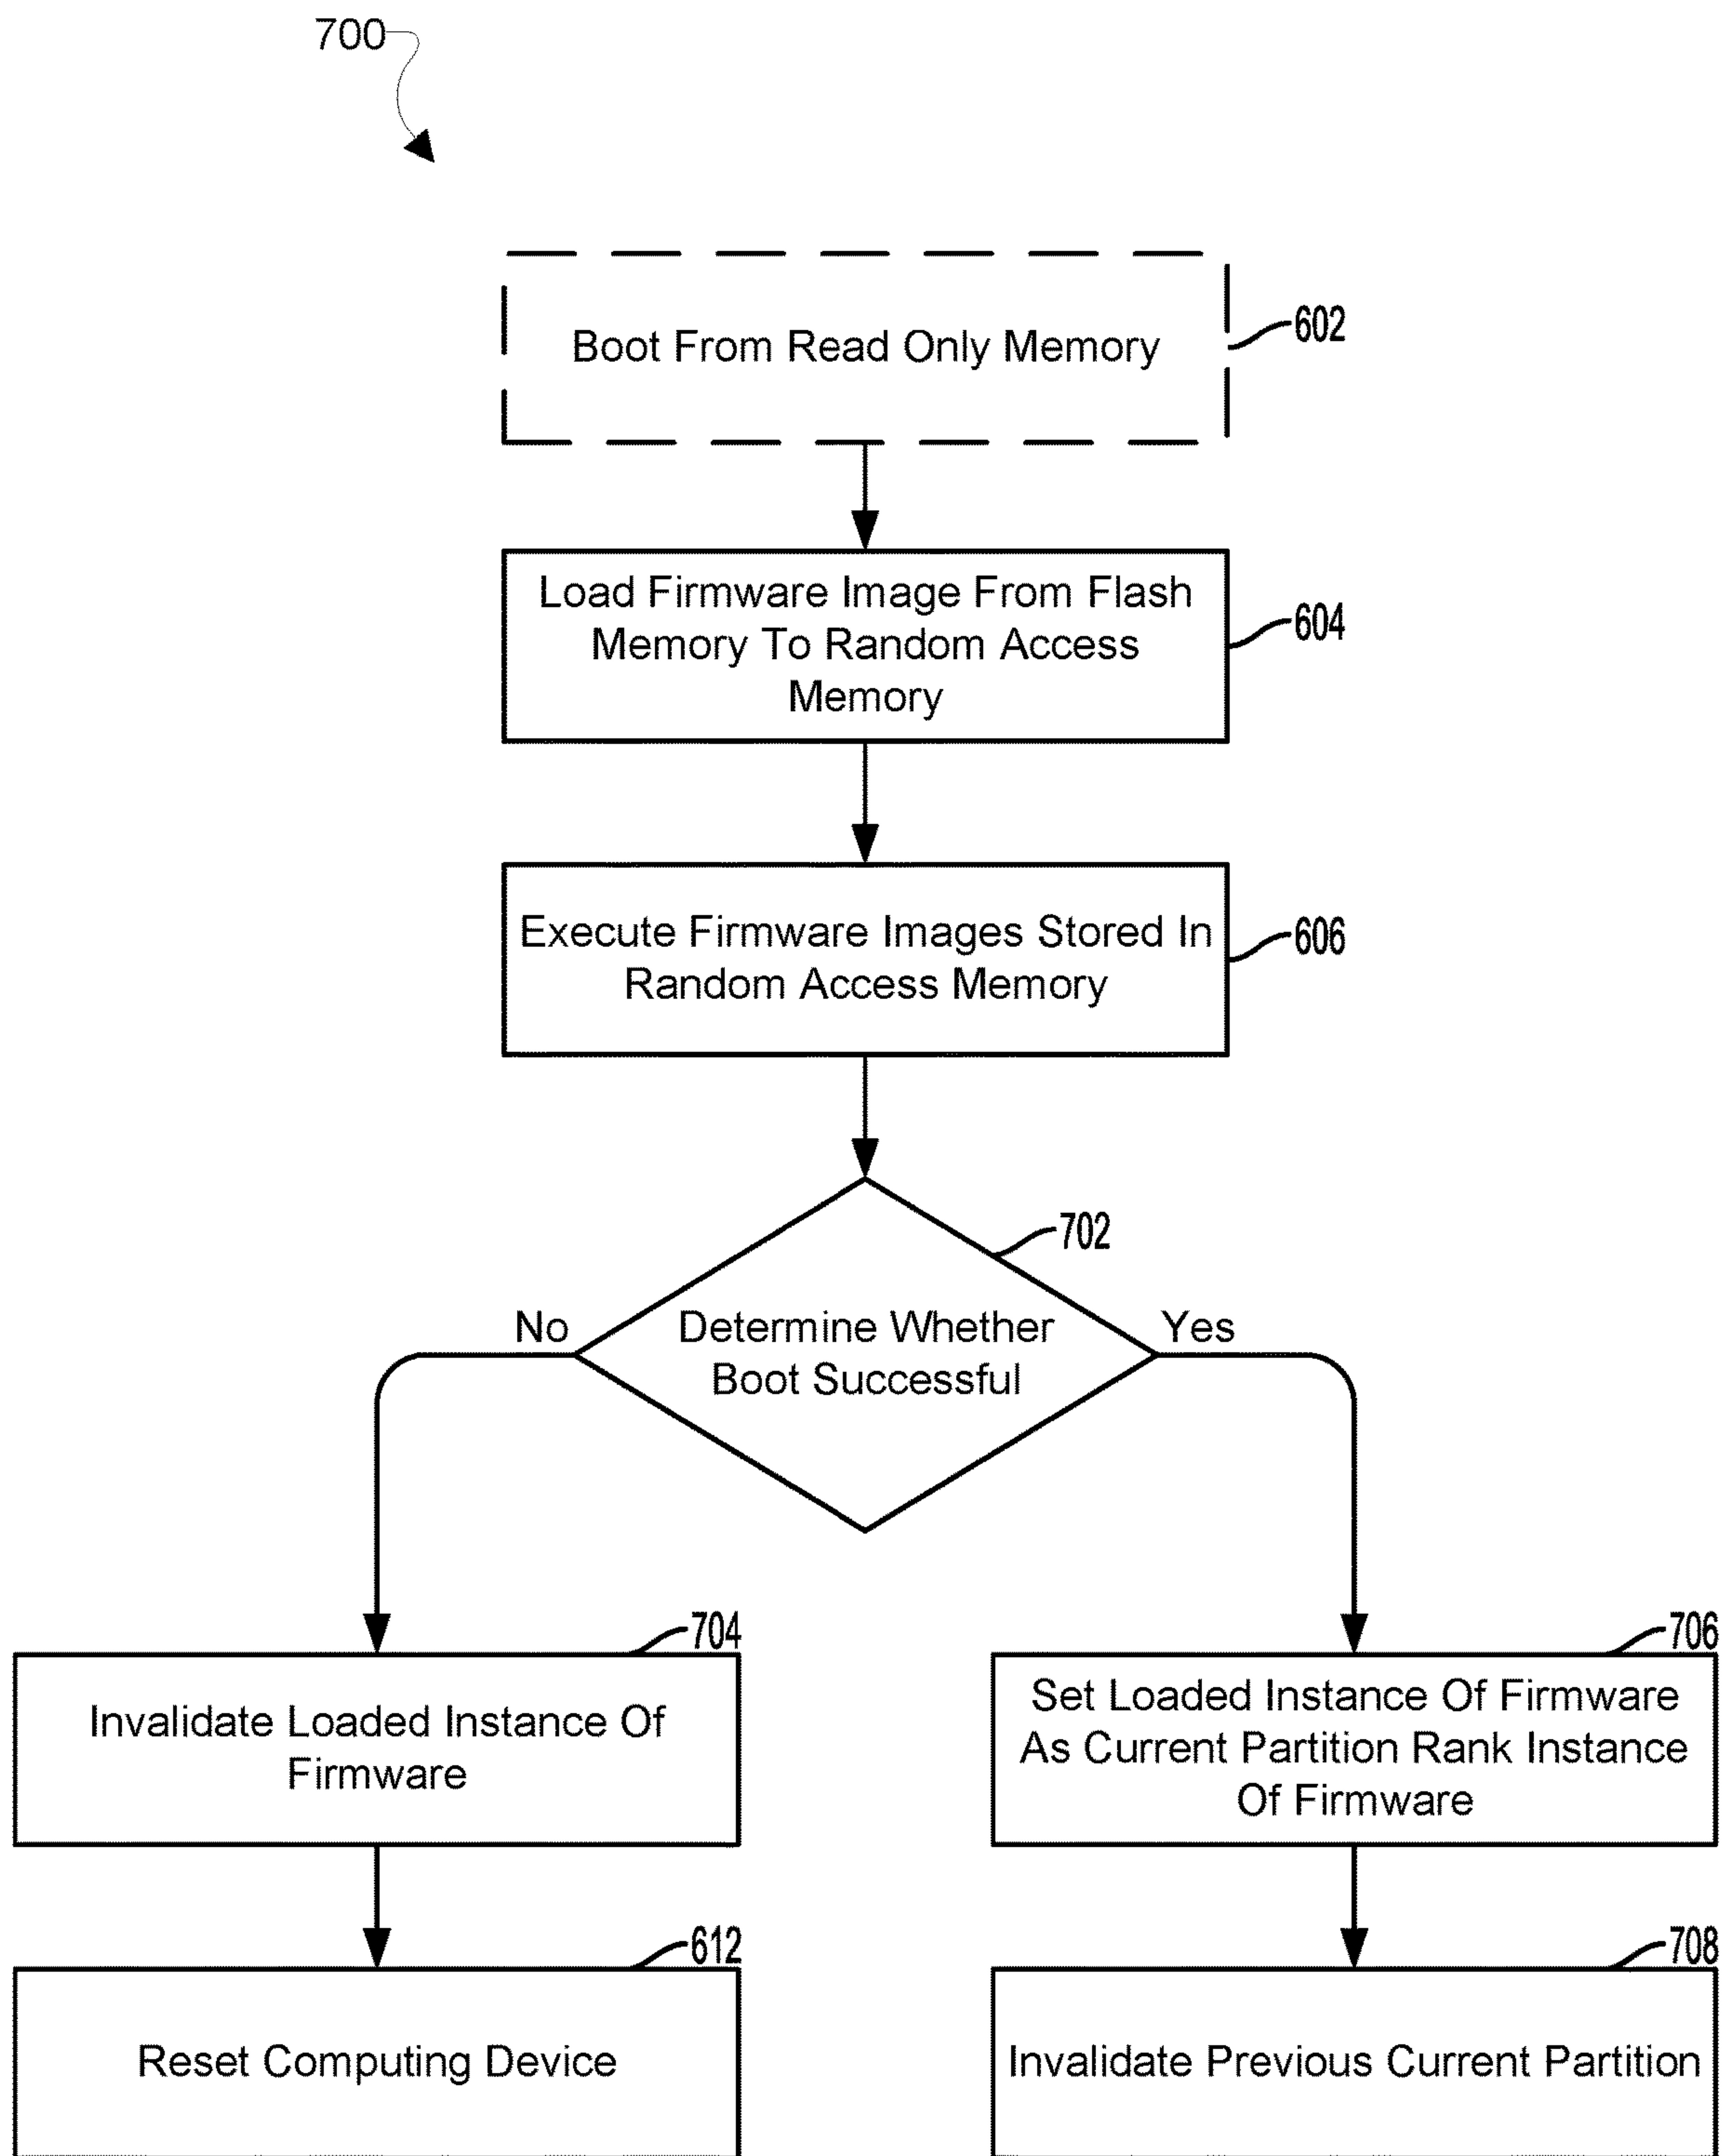 700
Boot From Read Only Memory
602
Load Firmware Image From Flash
Memory To Random Access
Memory
604
Execute Firmware Images Stored In
Random Access Memory
606
702
No
Determine Whether
Boot Successful
Yes
704
Invalidate Loaded Instance Of
Firmware
706
Set Loaded Instance Of Firmware
As Current Partition Rank Instance
Of Firmware
612
Reset Computing Device
708
Invalidate Previous Current Partition